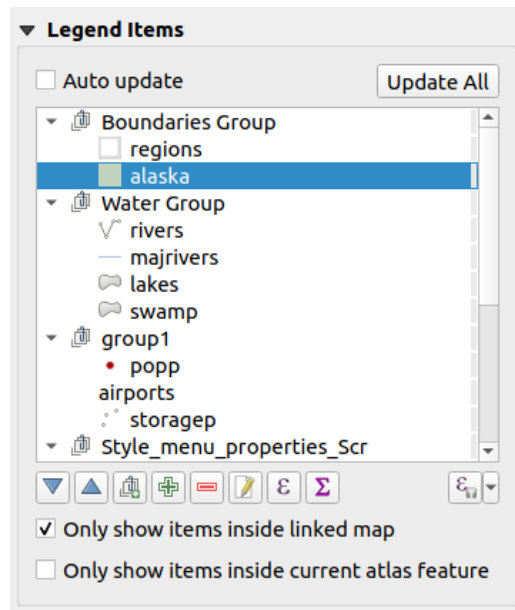 Legend Items
Auto update
Update All
Boundaries Group
regions
alaska
Water Group
rivers
majrivers
lakes
swamp
group1
popp
airports
storagep
Style_menu_properties_Scr
ε Σ ε
Only show items inside linked map
Only show items inside current atlas feature